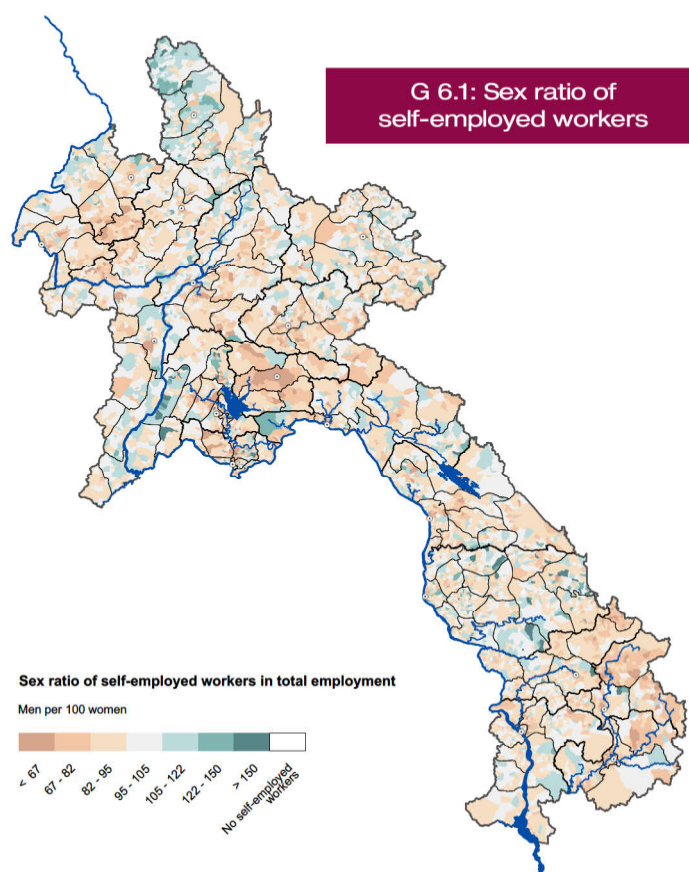 G 6.1: Sex ratio of
self-employed workers
Sex ratio of self-employed workers in total employment
Men per 100 women
< 67
67 - 82
82 - 95
95 - 105
105 - 122
122 - 150
> 150
No self-employed
workers